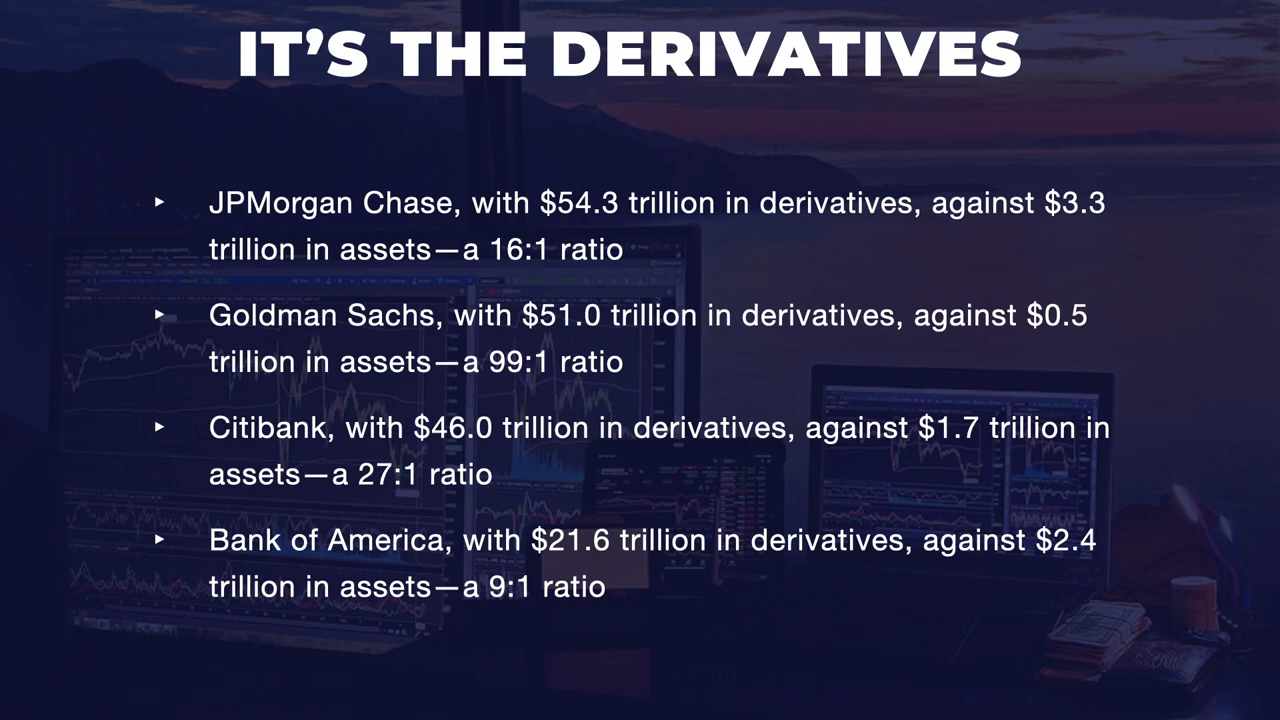 IT’S THE DERIVATIVES
‣ JPMorgan Chase, with $54.3 trillion in derivatives, against $3.3
trillion in assets—a 16:1 ratio
‣ Goldman Sachs, with $51.0 trillion in derivatives, against $0.5
trillion in assets—a 99:1 ratio
‣ Citibank, with $46.0 trillion in derivatives, against $1.7 trillion in
assets—a 27:1 ratio
‣ Bank of America, with $21.6 trillion in derivatives, against $2.4
trillion in assets—a 9:1 ratio